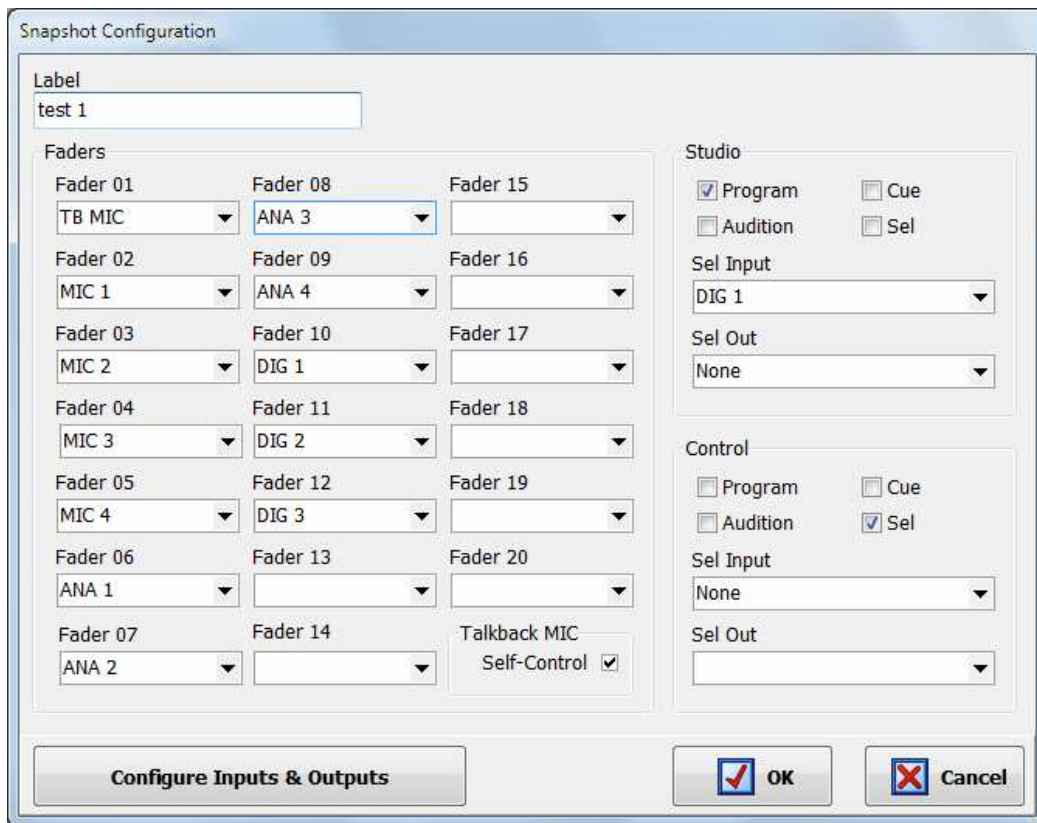 Snapshot Configuration
Label
test 1
Faders
Fader 01
TB MIC
Fader 02
MIC 1
Fader 03
MIC 2
Fader 04
MIC 3
Fader 05
MIC 4
Fader 06
ANA 1
Fader 07
ANA 2
Fader 08
ANA 3
Fader 09
ANA 4
Fader 10
DIG 1
Fader 11
DIG 2
Fader 12
DIG 3
Fader 13
Fader 14
Fader 15
Fader 16
Fader 17
Fader 18
Fader 19
Fader 20
Talkback MIC
Self-Control
Studio
Program
Cue
Audition
Sel
Sel Input
DIG 1
Sel Out
None
Control
Program
Cue
Audition
Sel
Sel Input
None
Sel Out
Configure Inputs & Outputs
OK
Cancel